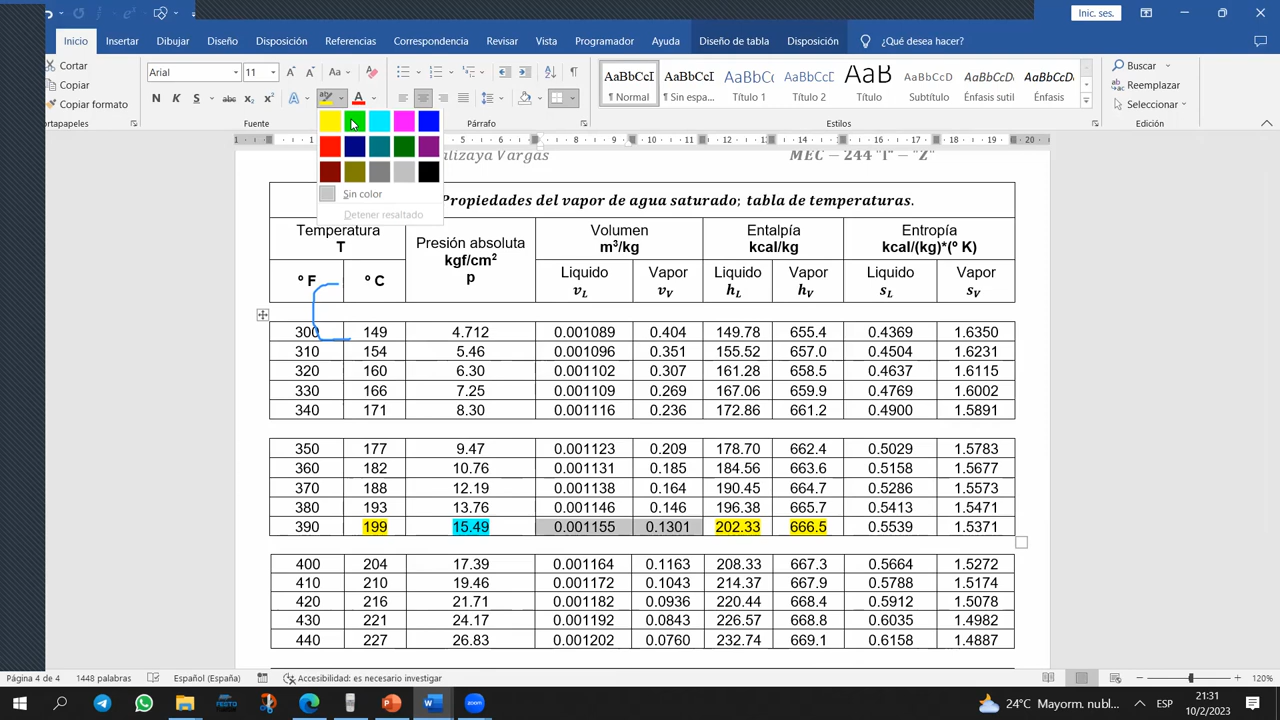 Inic. ses.
Inicio Insertar Dibujar Diseño Disposición Referencias Correspondencia Revisar Vista Programador Ayuda Diseño de tabla Disposición ¿Qué desea hacer?
Cortar
Copiar
Copiar formato
Arial 11
N K S abc x₂ x²
AaBbCcDd AaBbCcDd AaBbCc AaBbCcD AaB AaBbCcD AaBbCcDd AaBbCcDd
¶ Normal ¶ Sin espa... Título 1 Título 2 Título Subtítulo Énfasis sutil Énfasis
Buscar
Reemplazar
Seleccionar
rtapapeles Fuente Párrafo Estilos Edición
Sin color
Detener resaltado
alizaya Vargas MEC-244 "I"-"Z"
Propiedades del vapor de agua saturado; tabla de temperaturas.
Temperatura
T
º F º C
Presión absoluta
kgf/cm²
p
Volumen
m³/kg
Liquido Vapor
v_L v_V
Entalpía
kcal/kg
Liquido Vapor
h_L h_V
Entropía
kcal/(kg)*(º K)
Liquido Vapor
s_L s_V
300 149 4.712 0.001089 0.404 149.78 655.4 0.4369 1.6350
310 154 5.46 0.001096 0.351 155.52 657.0 0.4504 1.6231
320 160 6.30 0.001102 0.307 161.28 658.5 0.4637 1.6115
330 166 7.25 0.001109 0.269 167.06 659.9 0.4769 1.6002
340 171 8.30 0.001116 0.236 172.86 661.2 0.4900 1.5891
350 177 9.47 0.001123 0.209 178.70 662.4 0.5029 1.5783
360 182 10.76 0.001131 0.185 184.56 663.6 0.5158 1.5677
370 188 12.19 0.001138 0.164 190.45 664.7 0.5286 1.5573
380 193 13.76 0.001146 0.146 196.38 665.7 0.5413 1.5471
390 199 15.49 0.001155 0.1301 202.33 666.5 0.5539 1.5371
400 204 17.39 0.001164 0.1163 208.33 667.3 0.5664 1.5272
410 210 19.46 0.001172 0.1043 214.37 667.9 0.5788 1.5174
420 216 21.71 0.001182 0.0936 220.44 668.4 0.5912 1.5078
430 221 24.17 0.001192 0.0843 226.57 668.8 0.6035 1.4982
440 227 26.83 0.001202 0.0760 232.74 669.1 0.6158 1.4887
Página 4 de 4 1448 palabras Español (España) Accesibilidad: es necesario investigar 120%
FESTO zoom 24°C Mayorm. nubl... ESP
21:31
10/2/2023